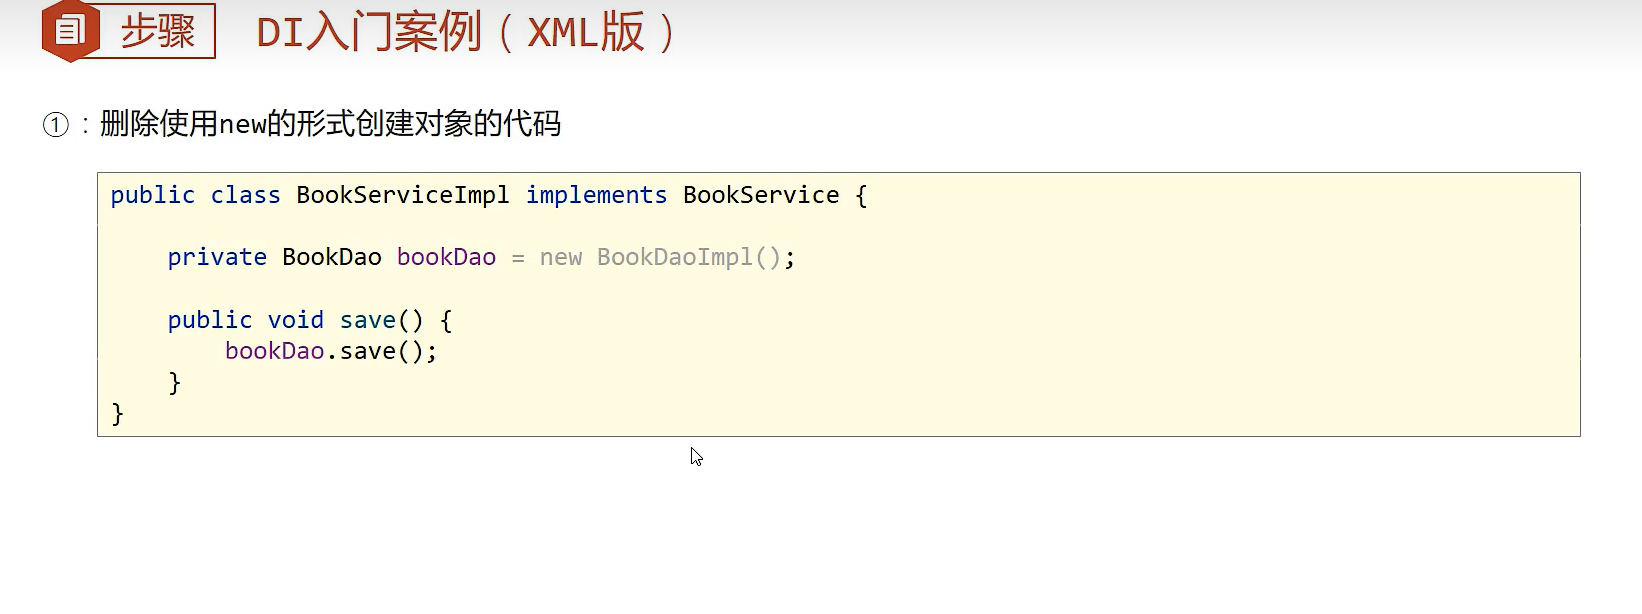 步骤 DI入门案例（XML版）
①：删除使用new的形式创建对象的代码
public class BookServiceImpl implements BookService {
    private BookDao bookDao = new BookDaoImpl();
    public void save() {
        bookDao.save();
    }
}